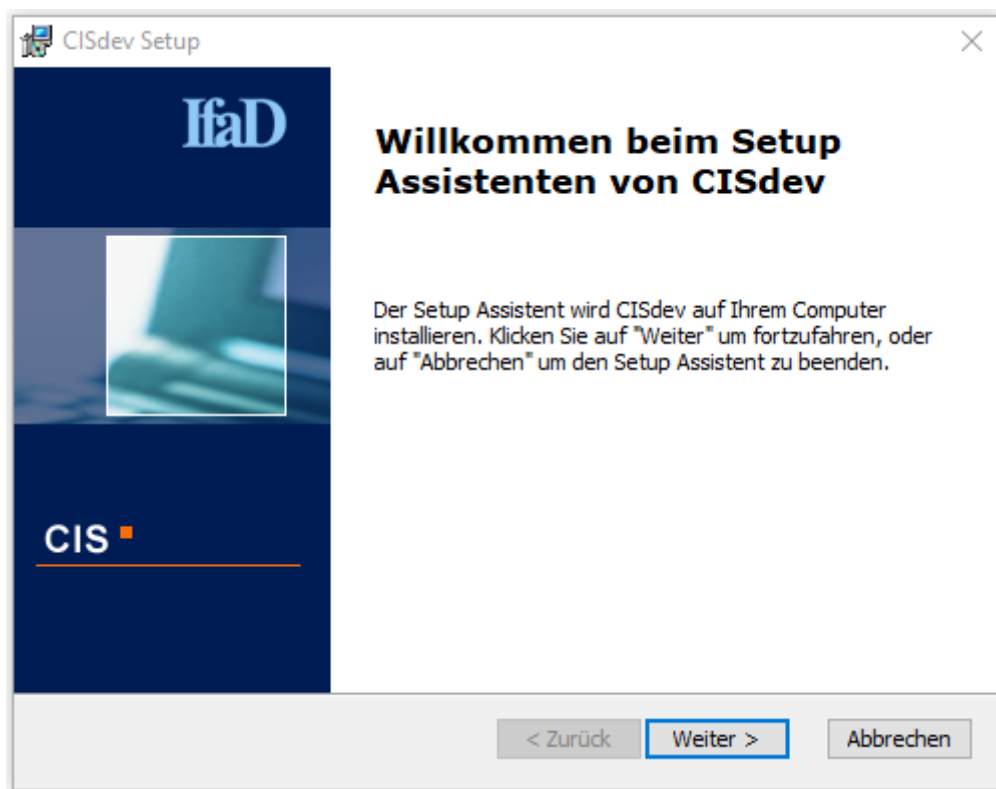 CISdev Setup
IfaD
Willkommen beim Setup
Assistenten von CISdev
Der Setup Assistent wird CISdev auf Ihrem Computer
installieren. Klicken Sie auf "Weiter" um fortzufahren, oder
auf "Abbrechen" um den Setup Assistent zu beenden.
CIS
< Zurück
Weiter >
Abbrechen